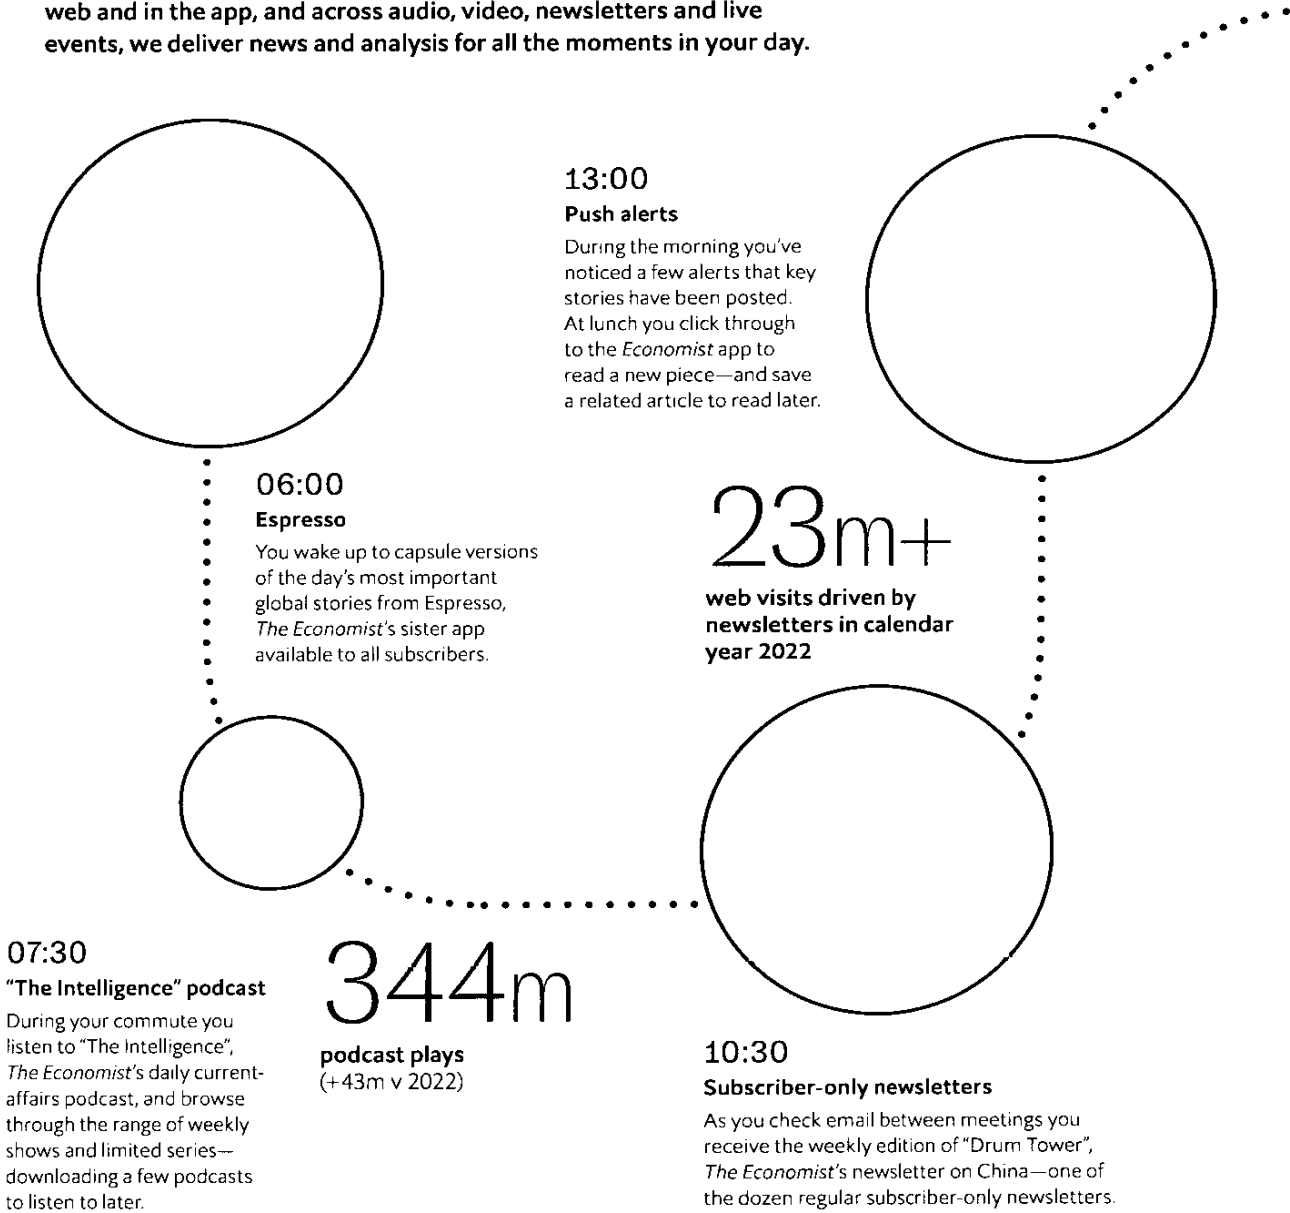 web and in the app, and across audio, video, newsletters and live
events, we deliver news and analysis for all the moments in your day.
06:00
Espresso
You wake up to capsule versions
of the day's most important
global stories from Espresso,
The Economist's sister app
available to all subscribers.
07:30
"The Intelligence" podcast
During your commute you
listen to "The Intelligence",
The Economist's daily current-
affairs podcast, and browse
through the range of weekly
shows and limited series—
downloading a few podcasts
to listen to later.
344m
podcast plays
(+43m v 2022)
10:30
Subscriber-only newsletters
As you check email between meetings you
receive the weekly edition of "Drum Tower",
The Economist's newsletter on China—one of
the dozen regular subscriber-only newsletters.
23m+
web visits driven by
newsletters in calendar
year 2022
13:00
Push alerts
During the morning you've
noticed a few alerts that key
stories have been posted.
At lunch you click through
to the Economist app to
read a new piece—and save
a related article to read later.